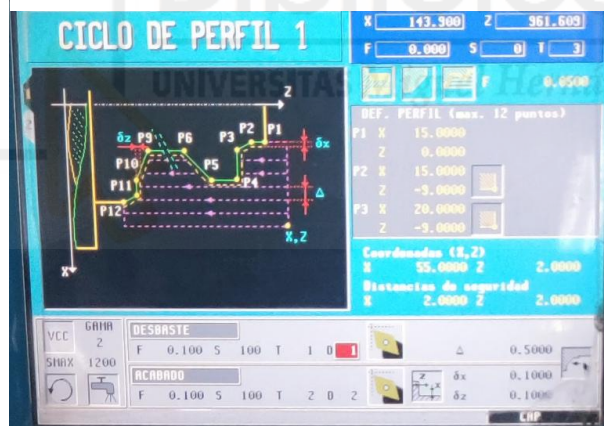 CICLO DE PERFIL 1
X 143.900 Z 961.609
F 0.000 S 0 T 3
UNIVERSITAS Miguel Hernández
F 0.0500
DEF. PERFIL (max. 12 puntos)
P1 X 15.0000
Z 0.0000
P2 X 15.0000
Z -9.0000
P3 X 20.0000
Z -9.0000
Coordenadas (X,Z)
X 55.0000 Z 2.0000
Distancias de seguridad
X 2.0000 Z 2.0000
Z
δz P9 P6 P3 P2 P1 δx
P10 P5 P4
P11 Δ
P12
X,Z
X
VCC GAMA 2
SMAX 1200
DESBASTE
F 0.100 S 100 T 1 D 1 Δ 0.5000
ACABADO
F 0.100 S 100 T 2 D 2 Z X δx 0.1000
δz 0.1000
CAP